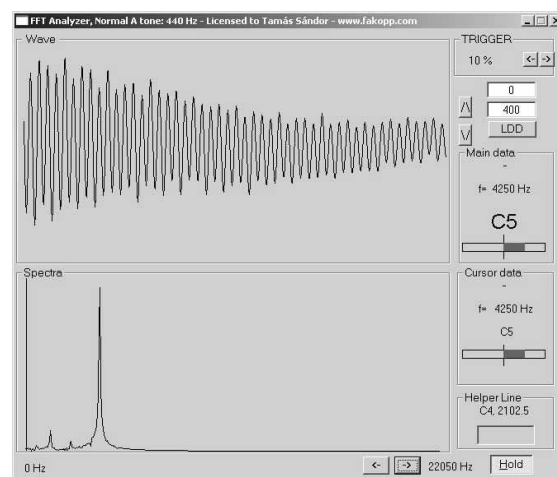 FFT Analyzer, Normal A tone: 440 Hz - Licensed to Tamás Sándor - www.fakopp.com
Wave
TRIGGER
10 %
<- ->
0
/\ 400
\/ LDD
Main data
-
f= 4250 Hz
C5
Spectra
Cursor data
-
f= 4250 Hz
C5
Helper Line
C4, 2102.5
0 Hz
<- -> 22050 Hz Hold